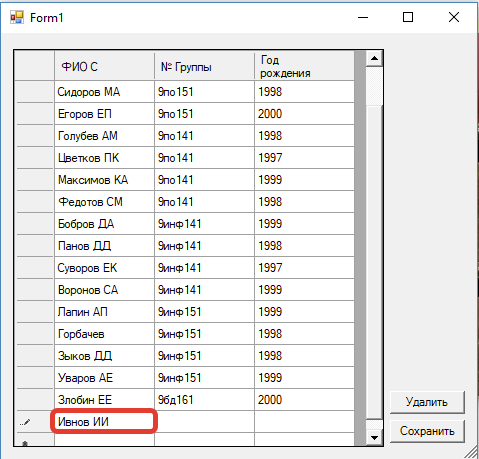 Form1
ФИО С № Группы Год
рождения
Сидоров МА 9по151 1998
Егоров ЕП 9по151 2000
Голубев АМ 9по141 1998
Цветков ПК 9по141 1997
Максимов КА 9по141 1999
Федотов СМ 9по141 1998
Бобров ДА 9инф141 1999
Панов ДД 9инф141 1998
Суворов ЕК 9инф141 1997
Воронов СА 9инф141 1999
Лапин АП 9инф151 1999
Горбачев 9инф151 1998
Зыков ДД 9инф151 1998
Уваров АЕ 9инф151 1999
Злобин ЕЕ 9бд161 2000
Ивнов ИИ
Удалить
Сохранить